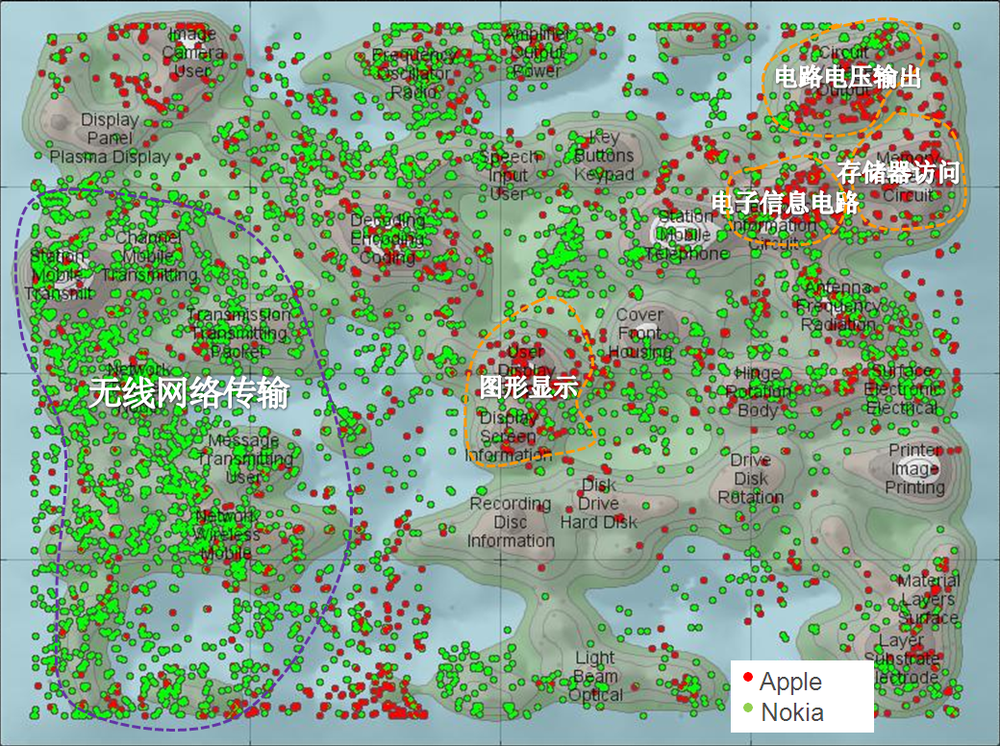 Image
Camera
User
Frequency
Oscillator
Radio
Amplifier
Output
Power
Circuit
Output
电路电压输出
Display
Panel
Plasma Display
Speech
Input
User
Key
Buttons
Keypad
Memory
Circuit
存储器访问
电子信息电路
Information
Circuit
Station
Mobile
Telephone
Decoding
Encoding
Coding
Channel
Mobile
Transmitting
Station
Mobile
Transmit
Transmission
Transmitting
Packet
Antenna
Frequency
Radiation
Cover
Front
Housing
User
Display
图形显示
Display
Screen
Information
Hinge
Rotation
Body
Surface
Electronic
Electrical
Network
无线网络传输
Message
Transmitting
User
Network
Wireless
Mobile
Recording
Disc
Information
Disk
Drive
Hard Disk
Drive
Disk
Rotation
Printer
Image
Printing
Material
Layers
Surface
Layer
Substrate
Light
Beam
Optical
Apple
Nokia